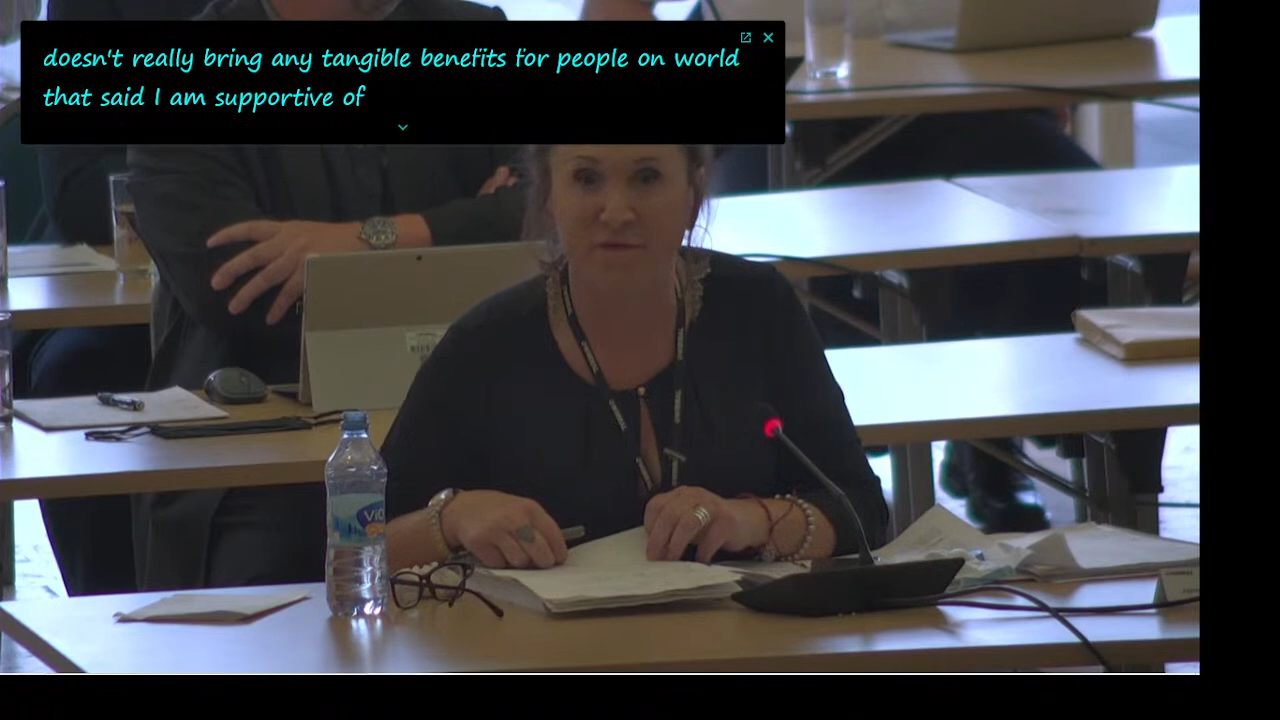 doesn't really bring any tangible benefits for people on world
that said I am supportive of